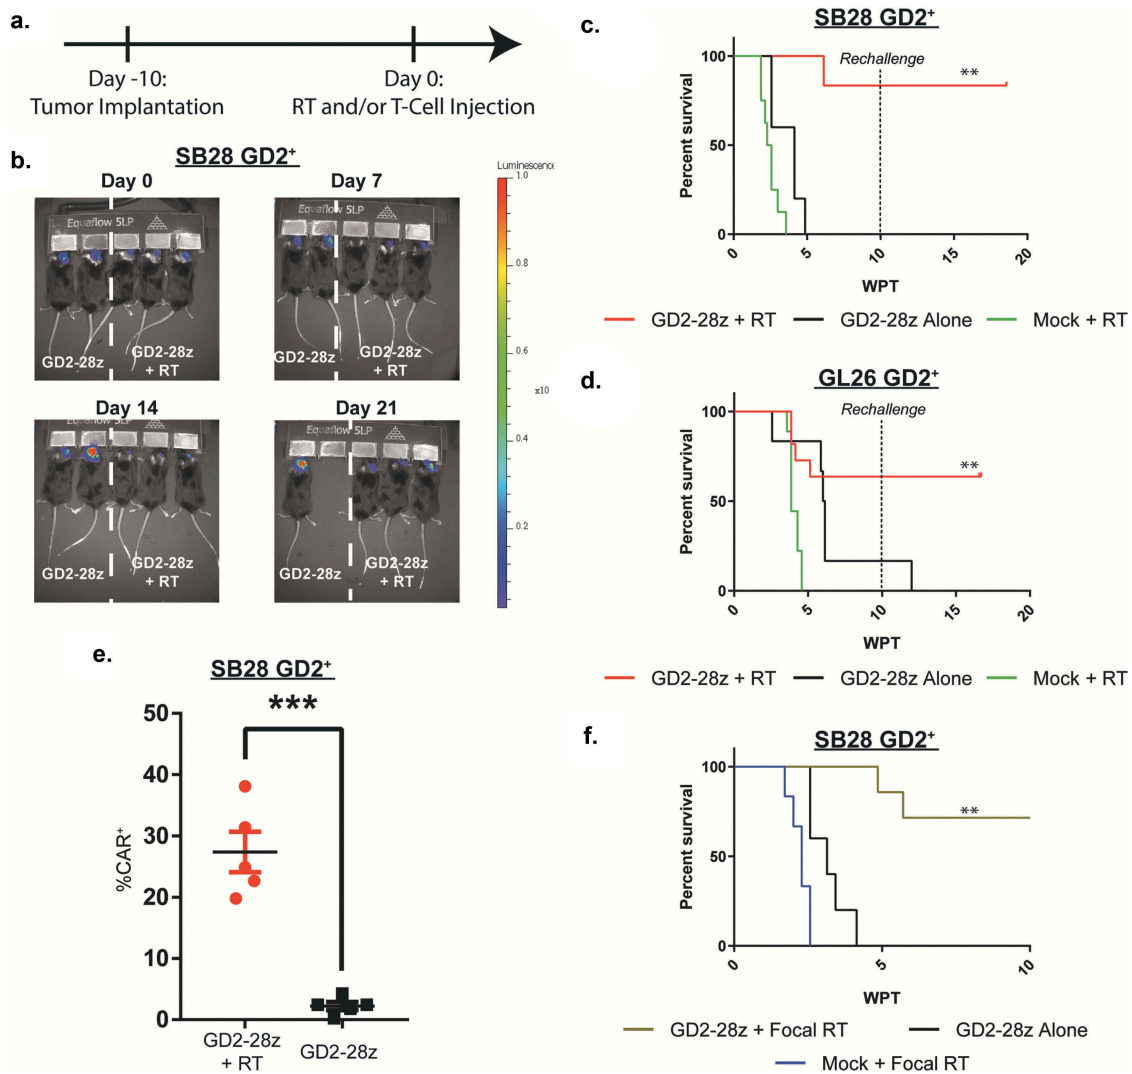 a.
Day -10:
Tumor Implantation
Day 0:
RT and/or T-Cell Injection
b.
SB28 GD2+
Day 0
Equaflow 5LP
GD2-28z
GD2-28z
+ RT
Day 7
Equaflow 5LP
GD2-28z
GD2-28z
+ RT
Day 14
Equaflow 5LP
GD2-28z
GD2-28z
+ RT
Day 21
Equaflow 5LP
GD2-28z
GD2-28z
+ RT
Luminescence
1.0
0.8
0.6
x10
0.4
0.2
c.
SB28 GD2+
Rechallenge
**
Percent survival
100
50
0
0
5
10
15
20
WPT
GD2-28z + RT
GD2-28z Alone
Mock + RT
d.
GL26 GD2+
Rechallenge
**
Percent survival
100
50
0
0
5
10
15
20
WPT
GD2-28z + RT
GD2-28z Alone
Mock + RT
e.
SB28 GD2+
***
%CAR+
50
40
30
20
10
0
GD2-28z
+ RT
GD2-28z
f.
SB28 GD2+
**
Percent survival
100
50
0
0
5
10
WPT
GD2-28z + Focal RT
GD2-28z Alone
Mock + Focal RT